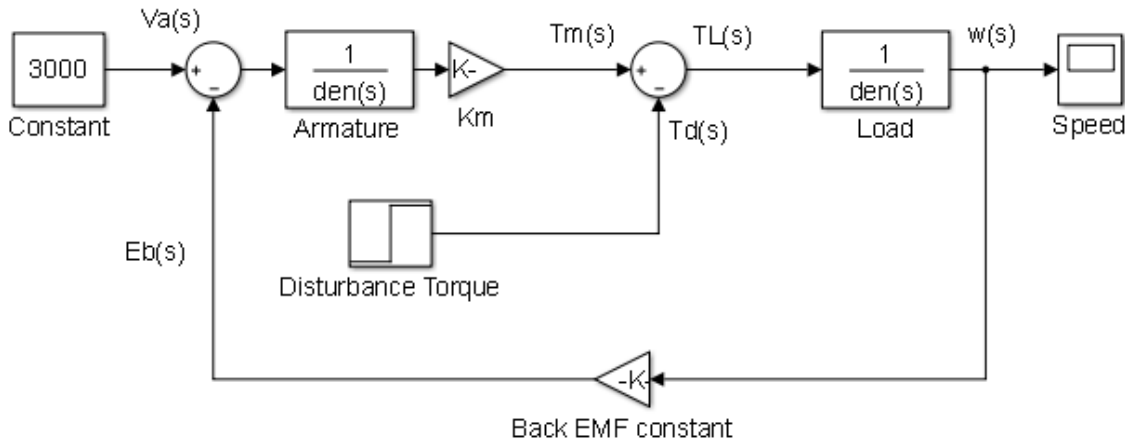 Va(s)
Tm(s)
TL(s)
w(s)
3000
+
−
1
den(s)
K-
+
−
1
den(s)
Constant
Armature
Km
Td(s)
Load
Speed
Eb(s)
Disturbance Torque
-K-
Back EMF constant